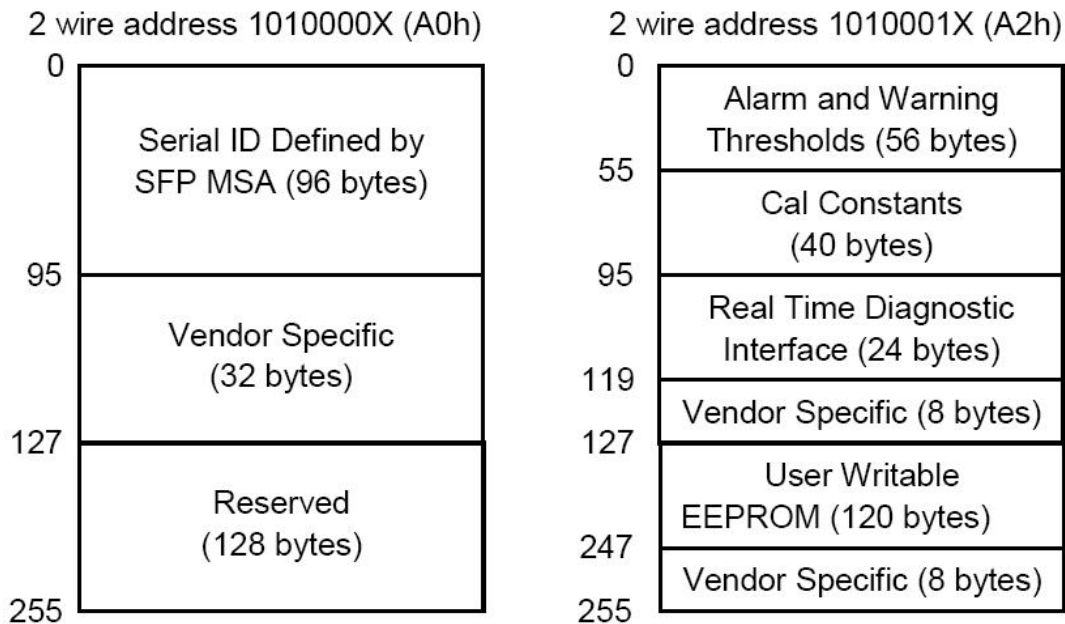 2 wire address 1010000X (A0h)
0
Serial ID Defined by
SFP MSA (96 bytes)
95
Vendor Specific
(32 bytes)
127
Reserved
(128 bytes)
255
2 wire address 1010001X (A2h)
0
Alarm and Warning
Thresholds (56 bytes)
55
Cal Constants
(40 bytes)
95
Real Time Diagnostic
Interface (24 bytes)
119
Vendor Specific (8 bytes)
127
User Writable
EEPROM (120 bytes)
247
Vendor Specific (8 bytes)
255